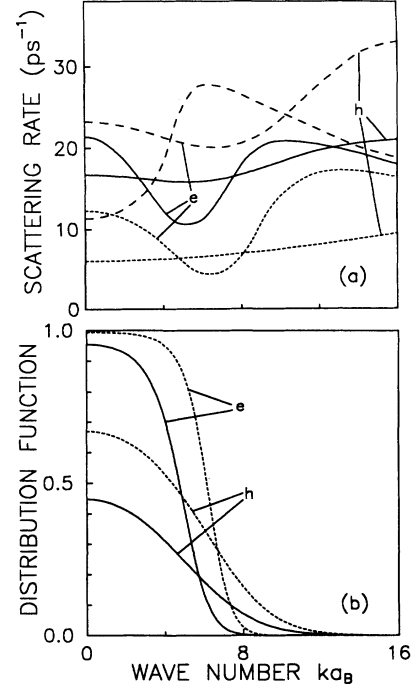 SCATTERING RATE (ps⁻¹)
30
20
10
0
h
e
(a)
DISTRIBUTION FUNCTION
1.0
0.5
0.0
e
h
(b)
0
8
16
WAVE NUMBER ka_B